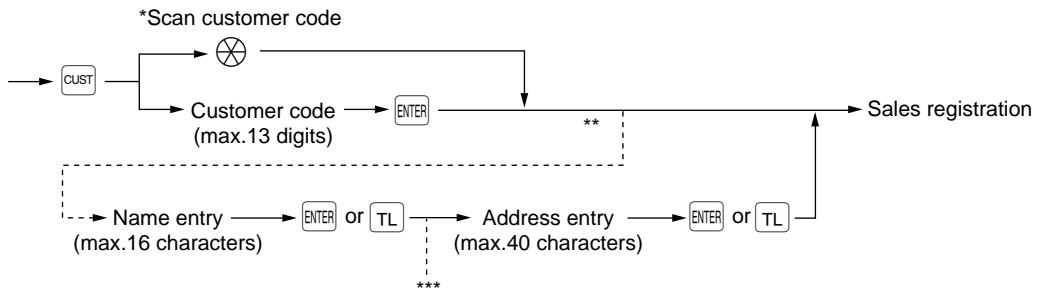 *Scan customer code
CUST
Customer code
(max.13 digits)
ENTER
**
Sales registration
Name entry
(max.16 characters)
ENTER or TL
Address entry
(max.40 characters)
ENTER or TL
***